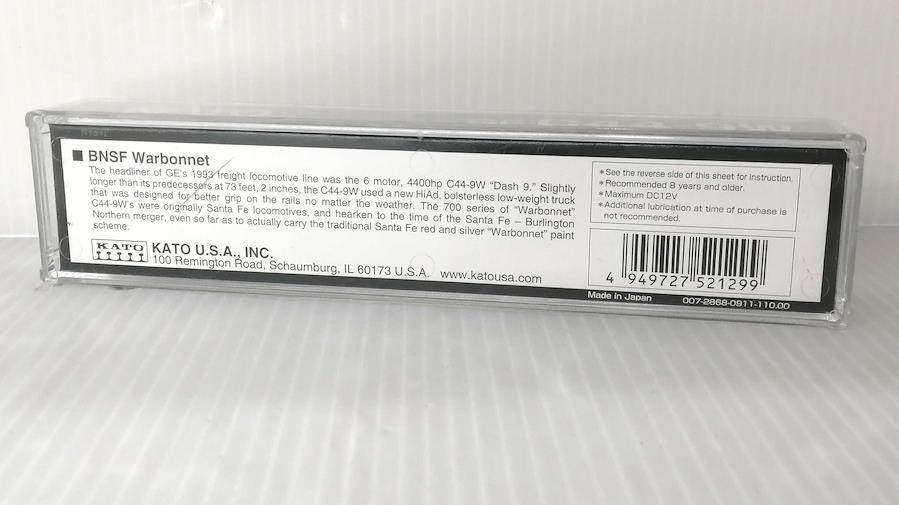 ■ BNSF Warbonnet
The headliner of GE's 1993 freight locomotive line was the 6 motor, 4400hp C44-9W "Dash 9." Slightly
longer than its predecessors at 73 feet, 2 inches, the C44-9W used a new HiAd, bolsterless low-weight truck
that was designed for better grip on the rails no matter the weather. The 700 series of "Warbonnet"
C44-9W's were originally Santa Fe locomotives, and hearken to the time of the Santa Fe – Burlington
Northern merger, even so far as to actually carry the traditional Santa Fe red and silver "Warbonnet" paint
scheme.
KATO KATO U.S.A., INC.
100 Remington Road, Schaumburg, IL 60173 U.S.A. www.katousa.com
*See the reverse side of this sheet for instruction.
*Recommended 8 years and older.
*Maximum DC12V
*Additional lubrication at time of purchase is
not recommended.
4 949727 521299
Made in Japan 007-2868-0911-110.00